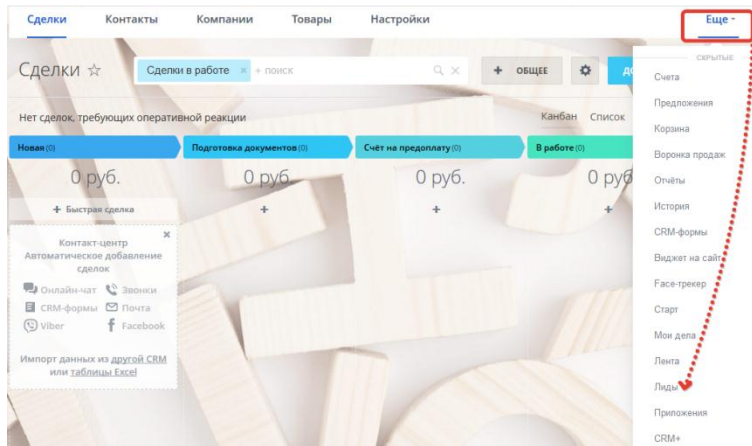 Сделки Контакты Компании Товары Настройки Еще
Сделки
Сделки в работе × + поиск
+ ОБЩЕЕ
СКРЫТЫЕ
Счета
Предложения
Корзина
Воронка продаж
Отчёты
История
CRM-формы
Виджет на сайт
Face-трекер
Старт
Мои дела
Лента
Лиды
Приложения
CRM+
Нет сделок, требующих оперативной реакции
Канбан Список
Новая (0) Подготовка документов (0) Счёт на предоплату (0) В работе (0)
0 руб. 0 руб. 0 руб. 0 руб
+ Быстрая сделка + + +
Контакт-центр
Автоматическое добавление
сделок
Онлайн-чат Звонки
CRM-формы Почта
Viber Facebook
Импорт данных из другой CRM
или таблицы Excel